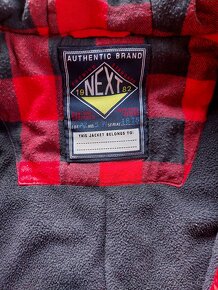 AUTHENTIC BRAND
NEXT
19 82
THIS JACKET BELONGS TO: